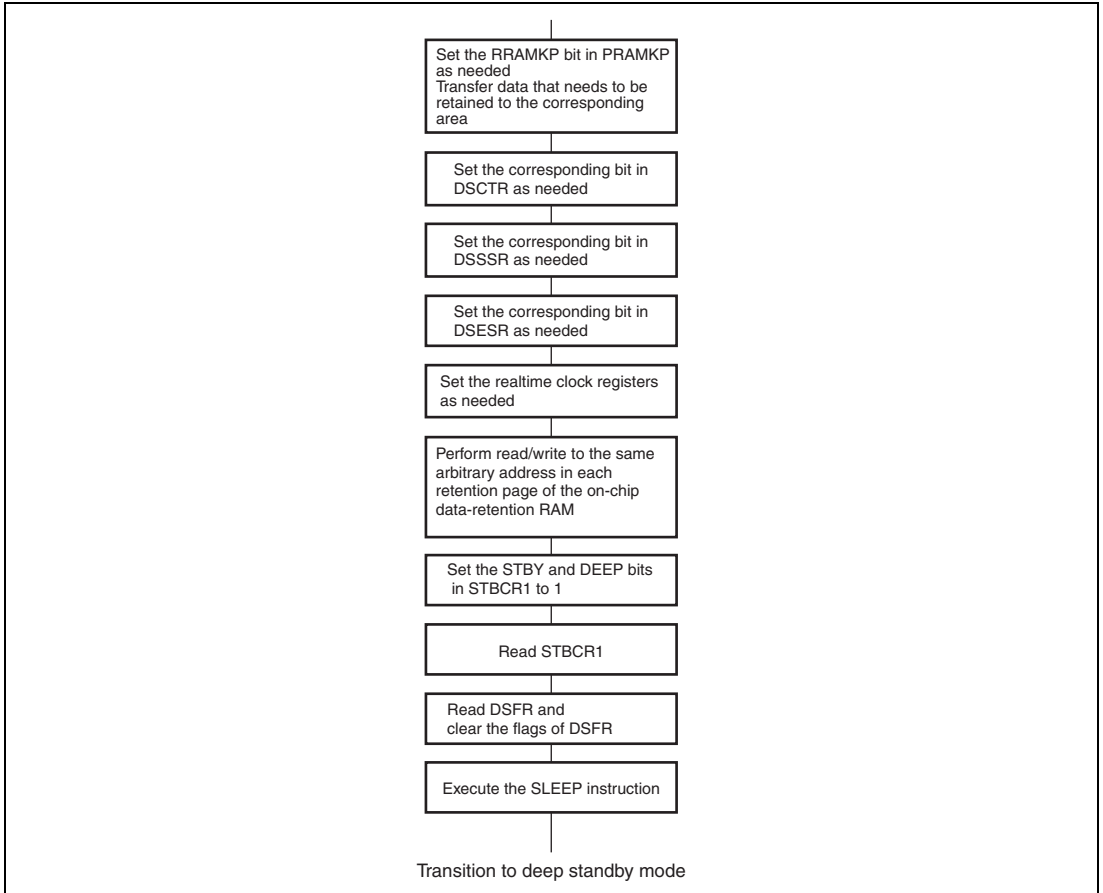 Set the RRAMKP bit in PRAMKP
as needed
Transfer data that needs to be
retained to the corresponding
area
Set the corresponding bit in
DSCTR as needed
Set the corresponding bit in
DSSSR as needed
Set the corresponding bit in
DSESR as needed
Set the realtime clock registers
as needed
Perform read/write to the same
arbitrary address in each
retention page of the on-chip
data-retention RAM
Set the STBY and DEEP bits
in STBCR1 to 1
Read STBCR1
Read DSFR and
clear the flags of DSFR
Execute the SLEEP instruction
Transition to deep standby mode